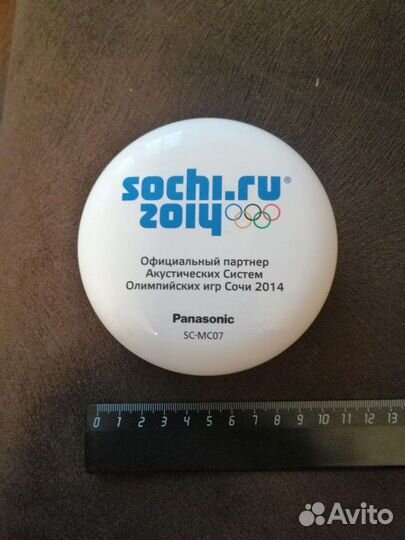 sochi.ru®
2014
Официальный партнер
Акустических Систем
Олимпийских игр Сочи 2014
Panasonic
SC-MC07
0 1 2 3 4 5 6 7 8 9 10 11 12 13
Avito